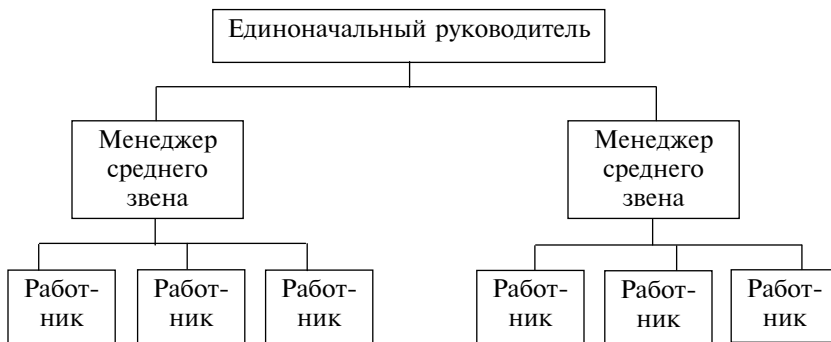 Единоначальный руководитель
Менеджер
среднего
звена
Менеджер
среднего
звена
Работ-
ник
Работ-
ник
Работ-
ник
Работ-
ник
Работ-
ник
Работ-
ник